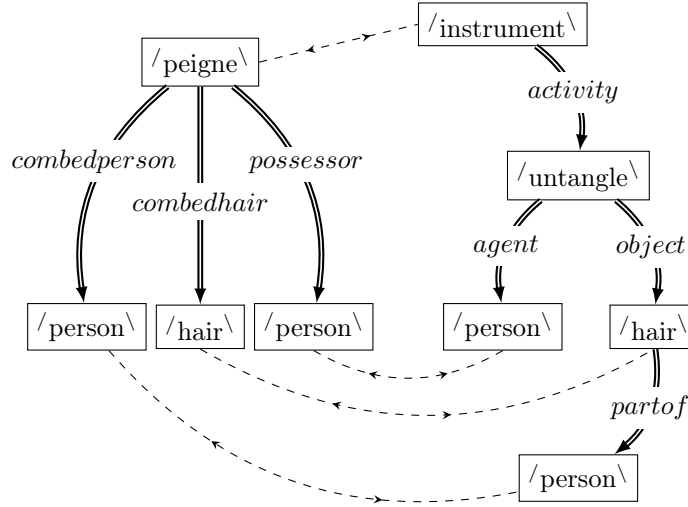 /instrument\
/peigne\
activity
combedperson
possessor
/untangle\
combedhair
agent
object
/person\
/hair\
/person\
/person\
/hair\
partof
/person\